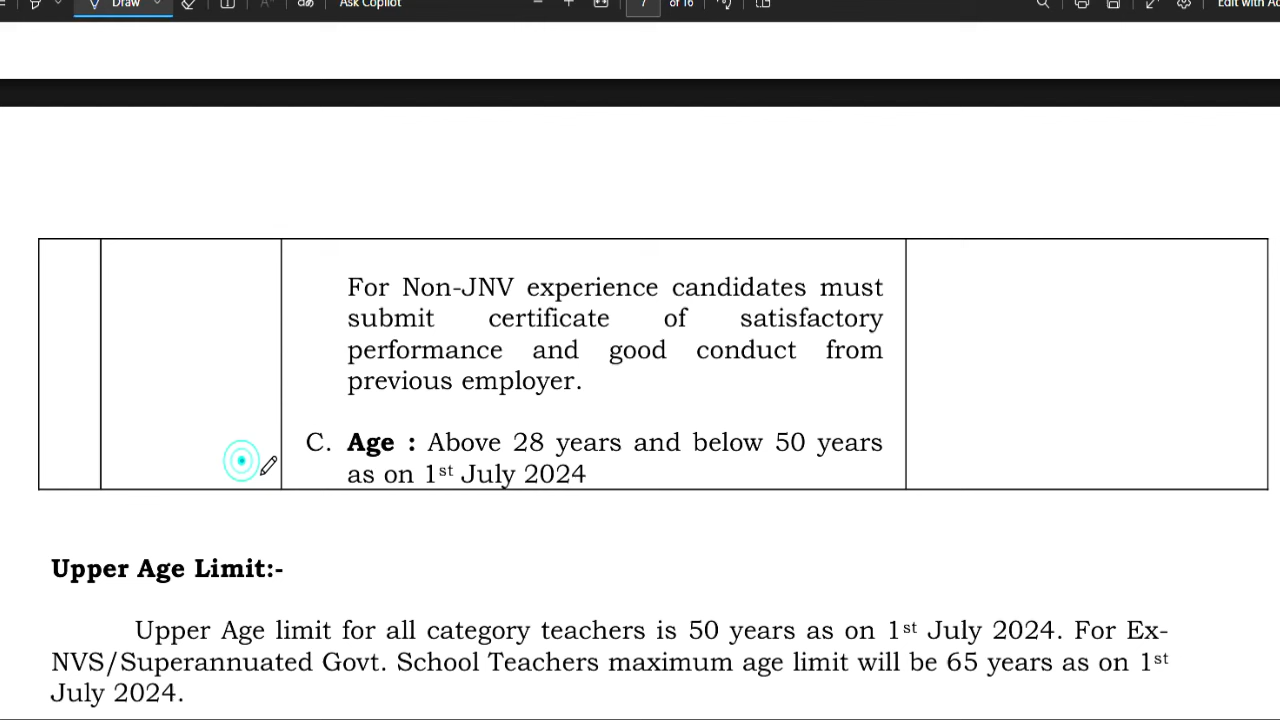 Draw
Ask Copilot
7 of 16
For Non-JNV experience candidates must
submit certificate of satisfactory
performance and good conduct from
previous employer.
C. Age : Above 28 years and below 50 years
as on 1st July 2024
Upper Age Limit:-
Upper Age limit for all category teachers is 50 years as on 1st July 2024. For Ex-
NVS/Superannuated Govt. School Teachers maximum age limit will be 65 years as on 1st
July 2024.